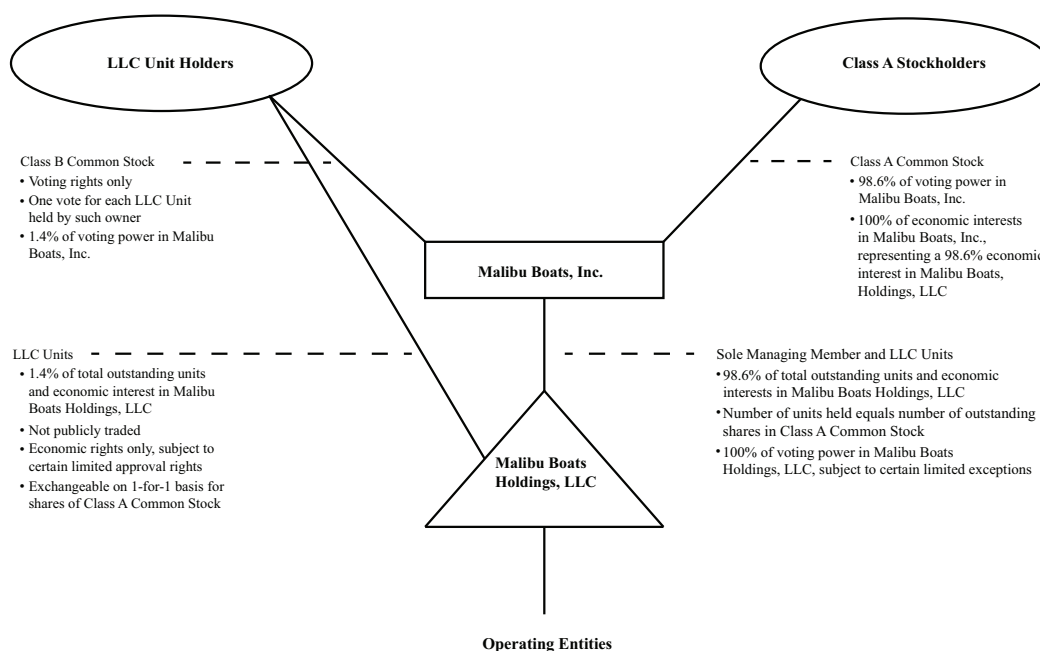 LLC Unit Holders
Class A Stockholders
Class B Common Stock
• Voting rights only
• One vote for each LLC Unit
held by such owner
• 1.4% of voting power in Malibu
Boats, Inc.
Class A Common Stock
• 98.6% of voting power in
Malibu Boats, Inc.
• 100% of economic interests
in Malibu Boats, Inc.,
representing a 98.6% economic
interest in Malibu Boats,
Holdings, LLC
Malibu Boats, Inc.
LLC Units
• 1.4% of total outstanding units
and economic interest in Malibu
Boats Holdings, LLC
• Not publicly traded
• Economic rights only, subject to
certain limited approval rights
• Exchangeable on 1-for-1 basis for
shares of Class A Common Stock
Sole Managing Member and LLC Units
•98.6% of total outstanding units and economic
interests in Malibu Boats Holdings, LLC
•Number of units held equals number of outstanding
shares in Class A Common Stock
•100% of voting power in Malibu Boats
Holdings, LLC, subject to certain limited exceptions
Malibu Boats
Holdings, LLC
Operating Entities